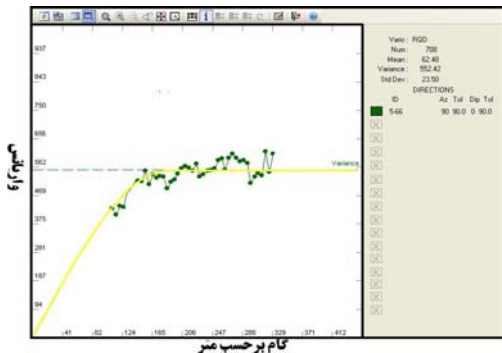 937
843
750
656
562
469
375
281
187
94
Variance
41 82 124 165 206 247 288 329 371 412
واریانس
گام برحسب متر
Vario : RQD
Num : 708
Mean : 62.48
Variance : 552.42
Std Dev : 23.50
DIRECTIONS
ID Az Tol Dip Tol
5-66 90 90.0 0 90.0